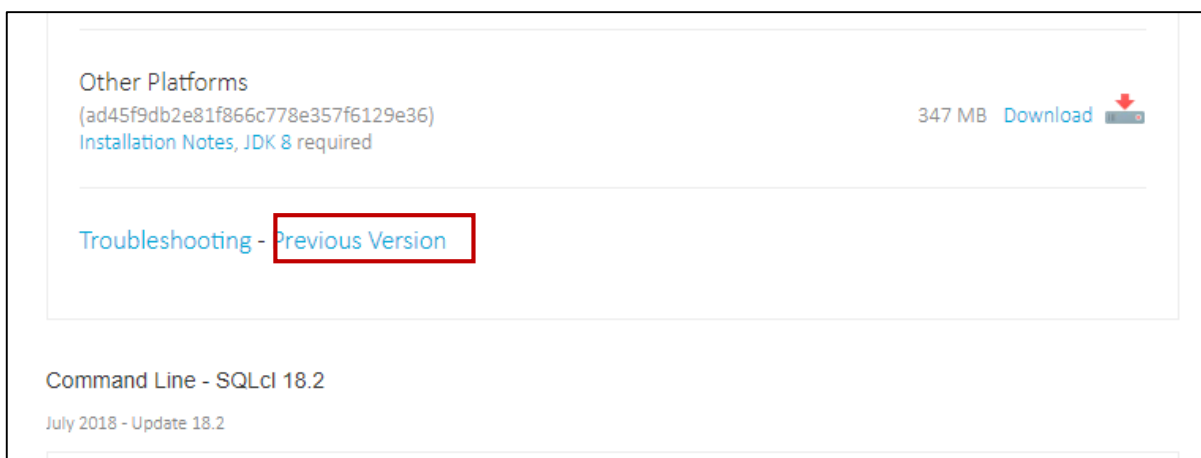 Other Platforms
(ad45f9db2e81f866c778e357f6129e36)
347 MB Download
Installation Notes, JDK 8 required
Troubleshooting - Previous Version
Command Line - SQLcl 18.2
July 2018 - Update 18.2